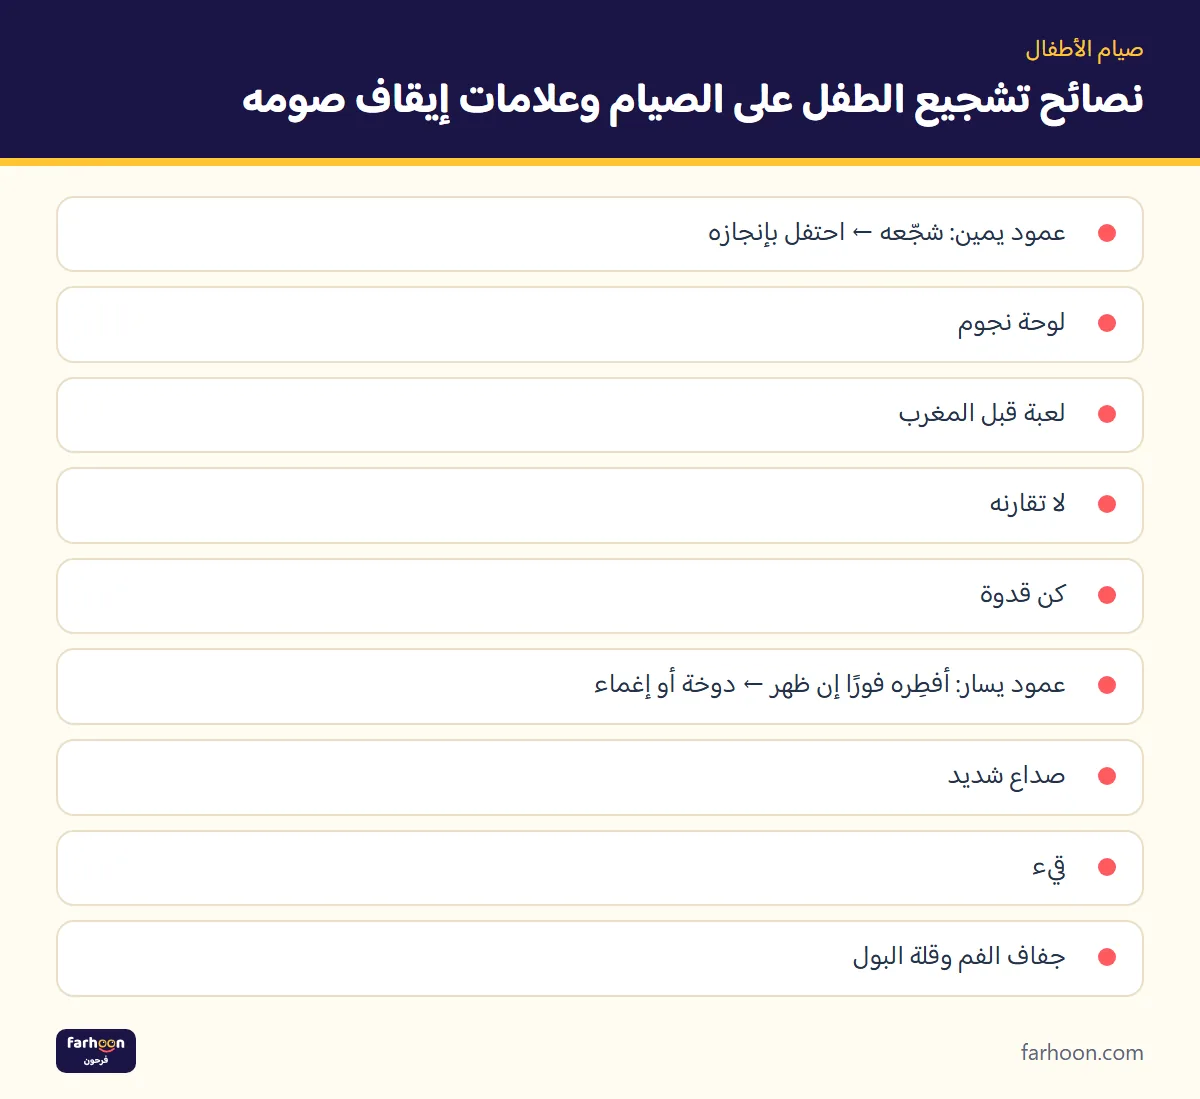 صيام الأطفال
نصائح تشجيع الطفل على الصيام وعلامات إيقاف صومه
عمود يمين: شجّعه ← احتفل بإنجازه
لوحة نجوم
لعبة قبل المغرب
لا تقارنه
كن قدوة
عمود يسار: أفطِره فورًا إن ظهر ← دوخة أو إغماء
صداع شديد
قيء
جفاف الفم وقلة البول
farhoon
فرحون
farhoon.com